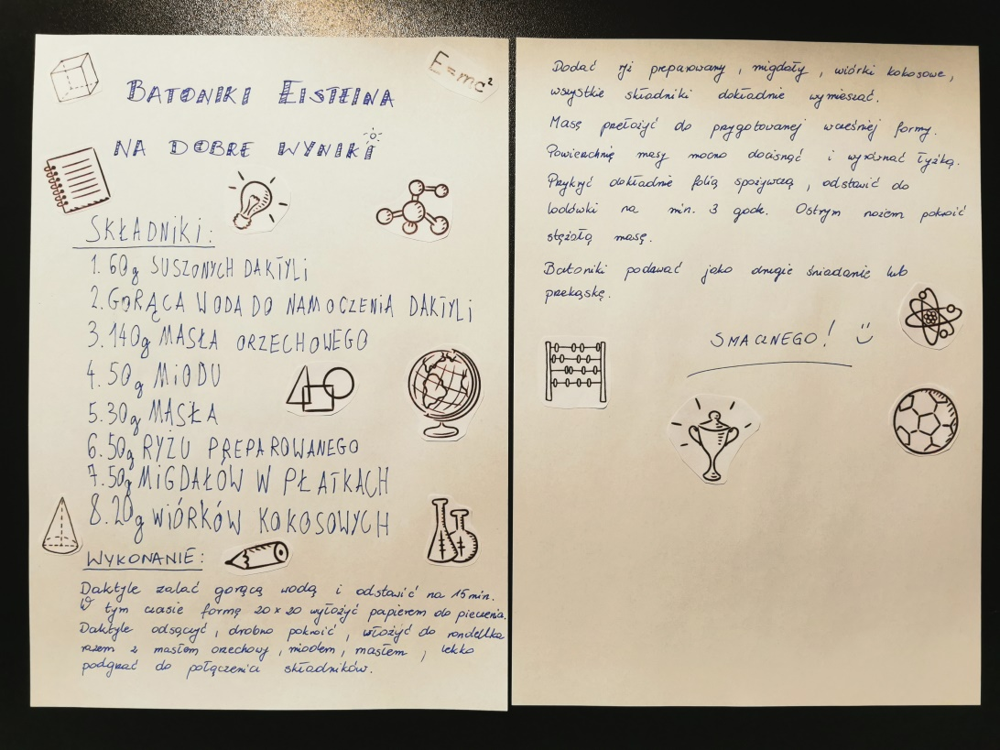 E=mc²
BATONIKI EISTEINA
NA DOBRE WYNIKI
SKŁADNIKI:
1. 60g SUSZONYCH DAKTYLI
2. GORĄCA WODA DO NAMOCZENIA DAKTYLI
3. 140g MASŁA ORZECHOWEGO
4. 50g MIODU
5. 30g MASŁA
6. 50g RYŻU PREPAROWANEGO
7. 50g MIGDAŁÓW W PŁATKACH
8. 20g WIÓRKÓW KOKOSOWYCH
WYKONANIE:
Daktyle zalać gorącą wodą i odstawić na 15 min.
W tym czasie formę 20x20 wyłożyć papierem do pieczenia.
Daktyle odsączyć, drobno pokroić, włożyć do rondelka
razem z masłem orzechowy, miodem, masłem, lekko
podgrzać do połączenia składników.
Dodać ryż preparowany, migdały, wiórki kokosowe,
wszystkie składniki dokładnie wymieszać.
Masę przełożyć do przygotowanej wcześniej formy.
Powierzchnię masy mocno docisnąć i wyrównać łyżką.
Przykryć dokładnie folią spożywczą, odstawić do
lodówki na min. 3 godz. Ostrym nożem pokroić
stężałą masę.
Batoniki podawać jako drugie śniadanie lub
przekąskę.
SMACZNEGO! :)